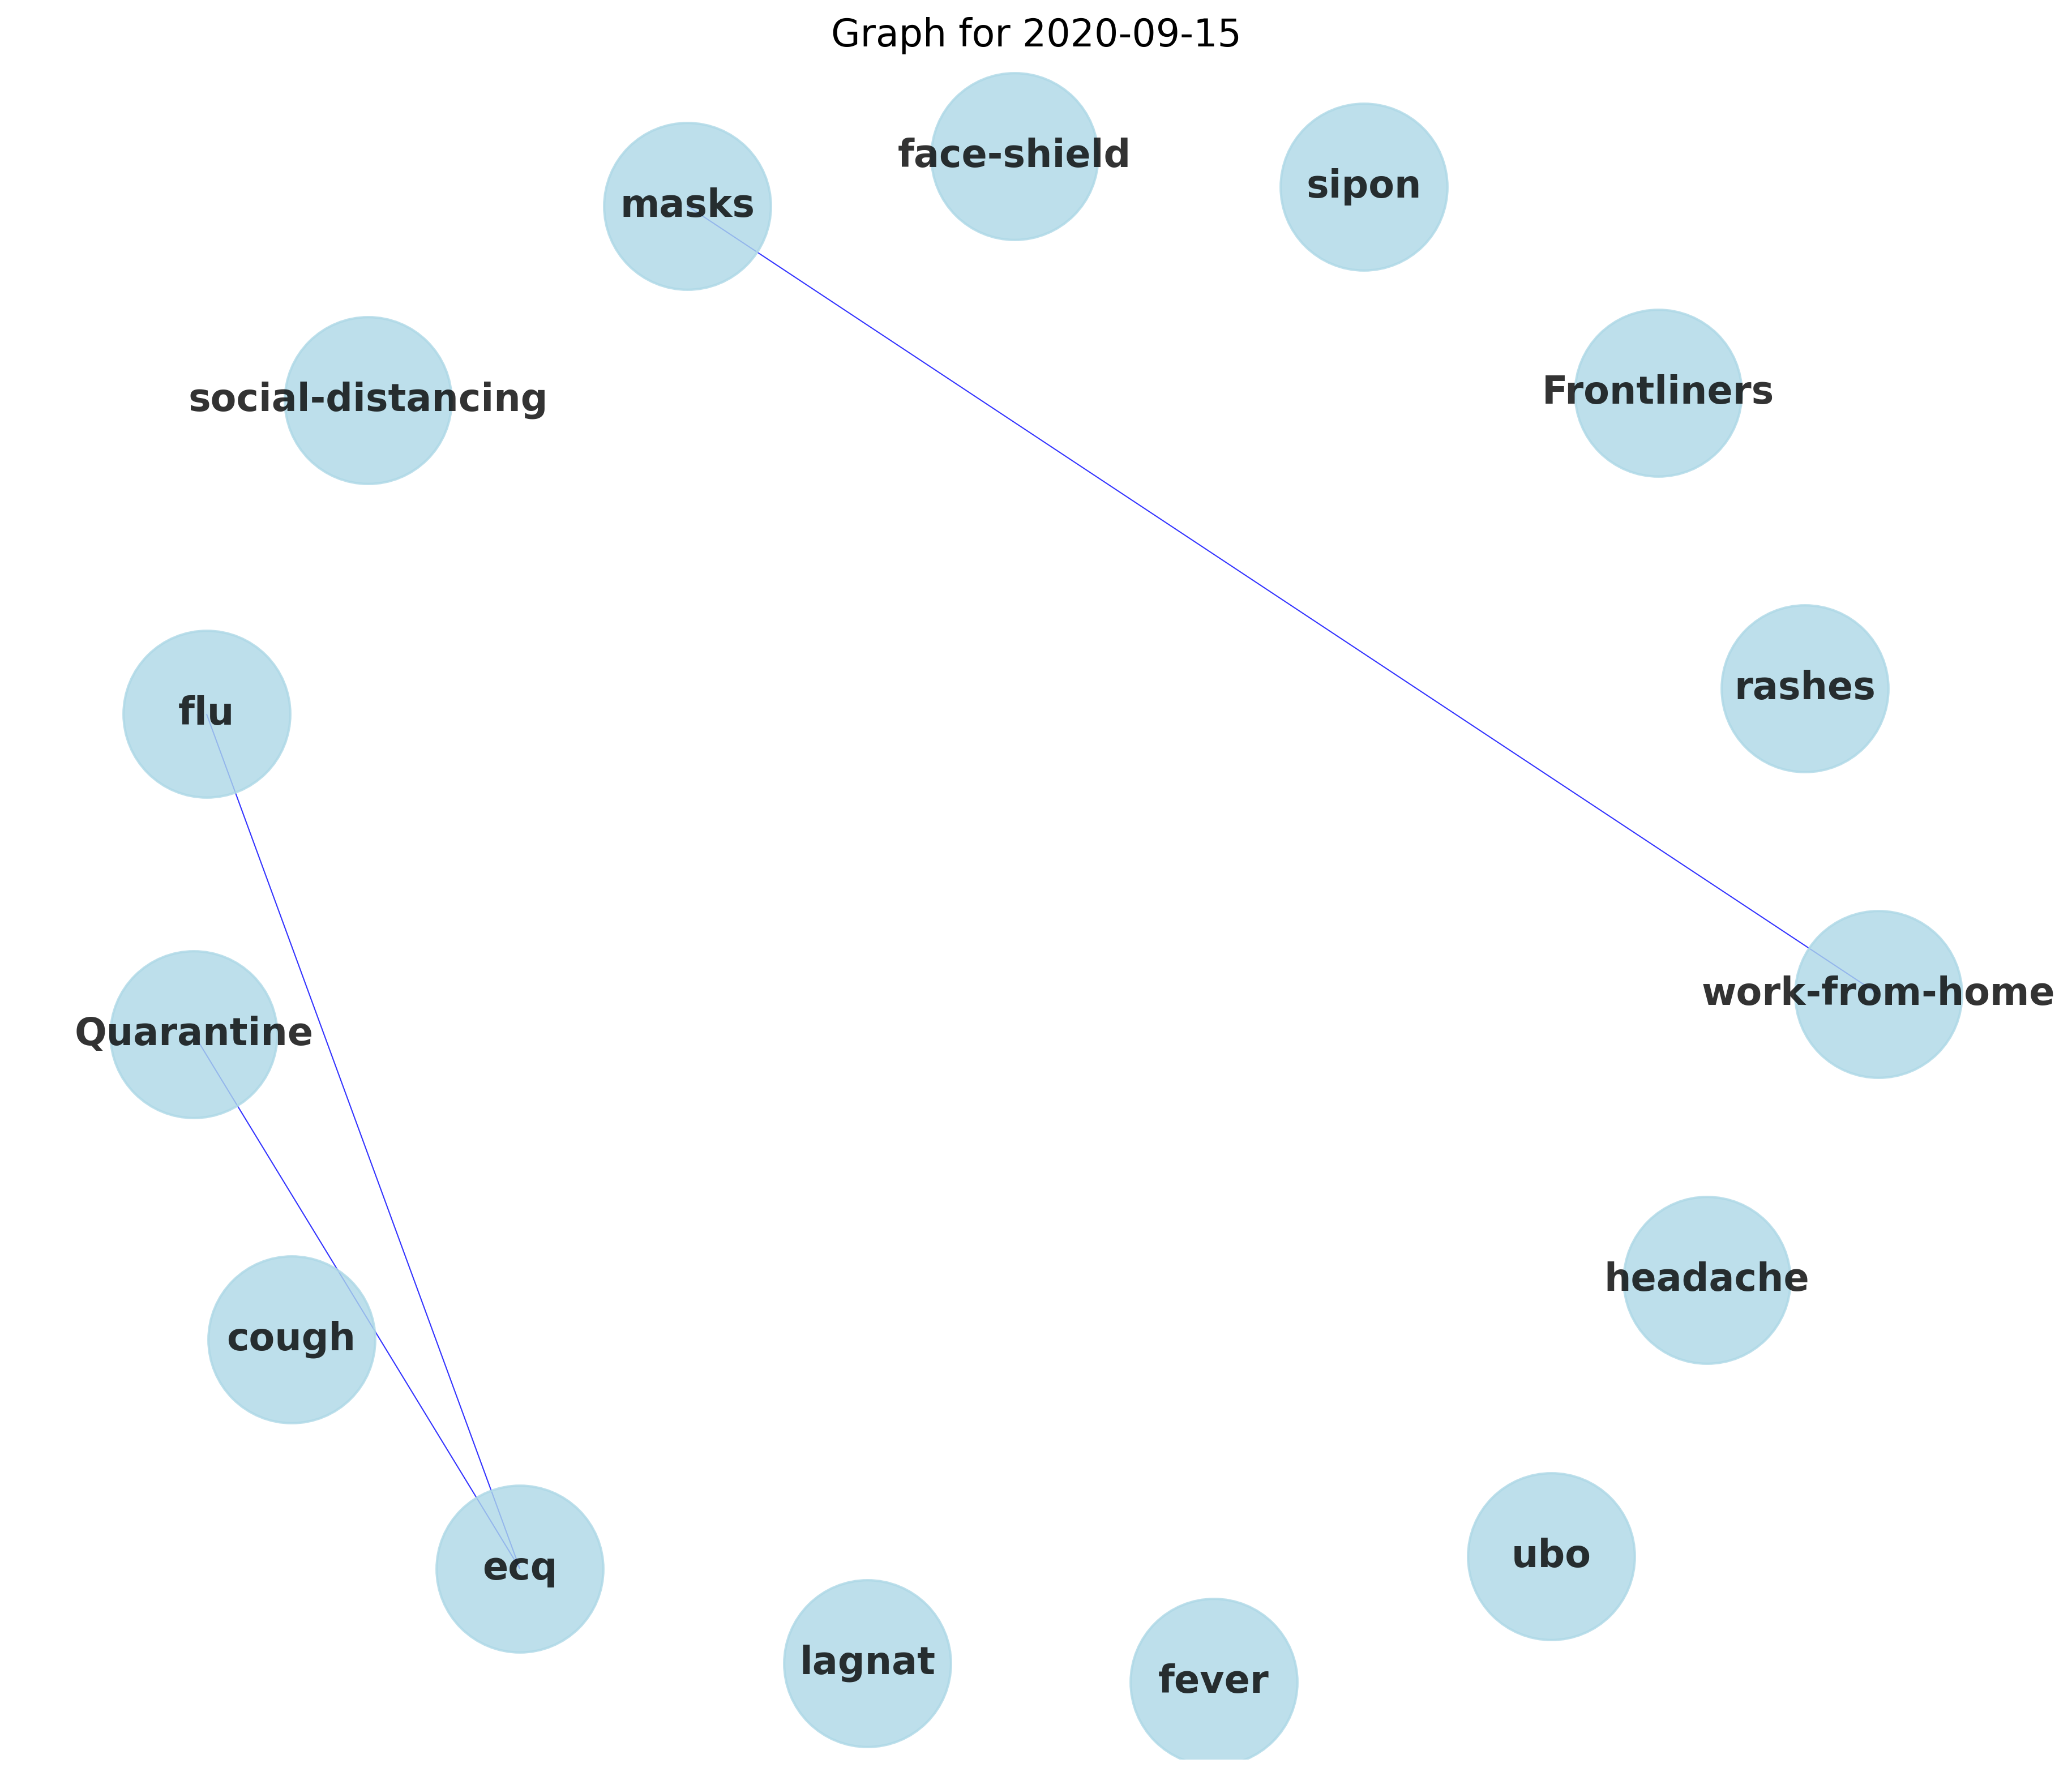 Graph for 2020-09-15
face-shield
sipon
masks
Frontliners
social-distancing
rashes
flu
work-from-home
Quarantine
headache
cough
ubo
ecq
lagnat
fever